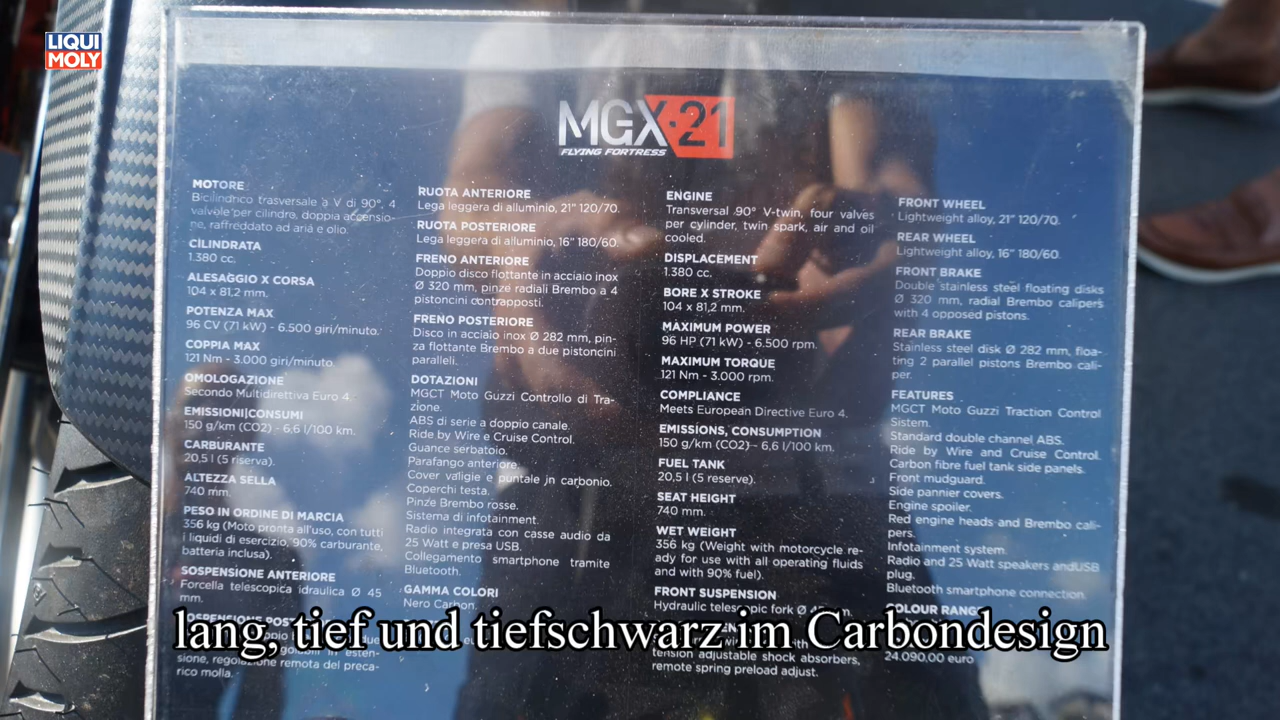 LIQUI
MOLY
MGX-21
FLYING FORTRESS
MOTORE
Bicilindrico trasversale a V di 90°, 4
valvole per cilindro, doppia accensio-
ne, raffreddato ad aria e olio.
CILINDRATA
1.380 cc.
ALESAGGIO X CORSA
104 x 81,2 mm.
POTENZA MAX
96 CV (71 kW) - 6.500 giri/minuto.
COPPIA MAX
121 Nm - 3.000 giri/minuto.
OMOLOGAZIONE
Secondo Multidirettiva Euro 4.
EMISSIONI|CONSUMI
150 g/km (CO2) - 6,6 l/100 km.
CARBURANTE
20,5 l (5 riserva).
ALTEZZA SELLA
740 mm.
PESO IN ORDINE DI MARCIA
356 kg (Moto pronta all'uso, con tutti
i liquidi di esercizio, 90% carburante,
batteria inclusa).
SOSPENSIONE ANTERIORE
Forcella telescopica idraulica Ø 45
mm.
sione, regolazione remota del preca-
rico molla.
RUOTA ANTERIORE
Lega leggera di alluminio, 21" 120/70.
RUOTA POSTERIORE
Lega leggera di alluminio, 16" 180/60.
FRENO ANTERIORE
Doppio disco flottante in acciaio inox
Ø 320 mm, pinze radiali Brembo a 4
pistoncini contrapposti.
FRENO POSTERIORE
Disco in acciaio inox Ø 282 mm, pin-
za flottante Brembo a due pistoncini
paralleli.
DOTAZIONI
MGCT Moto Guzzi Controllo di Tra-
zione.
ABS di serie a doppio canale.
Ride by Wire e Cruise Control.
Guance serbatoio.
Parafango anteriore.
Cover valigie e puntale in carbonio.
Coperchi testa.
Pinze Brembo rosse.
Sistema di infotainment.
Radio integrata con casse audio da
25 Watt e presa USB.
Collegamento smartphone tramite
Bluetooth.
GAMMA COLORI
Nero Carbon.
ENGINE
Transversal 90° V-twin, four valves
per cylinder, twin spark, air and oil
cooled.
DISPLACEMENT
1.380 cc.
BORE X STROKE
104 x 81,2 mm.
MAXIMUM POWER
96 HP (71 kW) - 6.500 rpm.
MAXIMUM TORQUE
121 Nm - 3.000 rpm.
COMPLIANCE
Meets European Directive Euro 4.
EMISSIONS, CONSUMPTION
150 g/km (CO2) - 6,6 l/100 km.
FUEL TANK
20,5 l (5 reserve).
SEAT HEIGHT
740 mm.
WET WEIGHT
356 kg (Weight with motorcycle re-
ady for use with all operating fluids
and with 90% fuel).
FRONT SUSPENSION
Hydraulic telescopic fork Ø 45 mm.
tension adjustable shock absorbers,
remote spring preload adjust.
FRONT WHEEL
Lightweight alloy, 21" 120/70.
REAR WHEEL
Lightweight alloy, 16" 180/60.
FRONT BRAKE
Double stainless steel floating disks
Ø 320 mm, radial Brembo calipers
with 4 opposed pistons.
REAR BRAKE
Stainless steel disk Ø 282 mm, floa-
ting 2 parallel pistons Brembo cali-
per.
FEATURES
MGCT Moto Guzzi Traction Control
Sistem.
Standard double channel ABS.
Ride by Wire and Cruise Control.
Carbon fibre fuel tank side panels.
Front mudguard.
Side pannier covers.
Engine spoiler.
Red engine heads and Brembo cali-
pers.
Infotainment system.
Radio and 25 Watt speakers andUSB
plug.
Bluetooth smartphone connection.
COLOUR RANGE
24.090,00 euro
lang, tief und tiefschwarz im Carbondesign